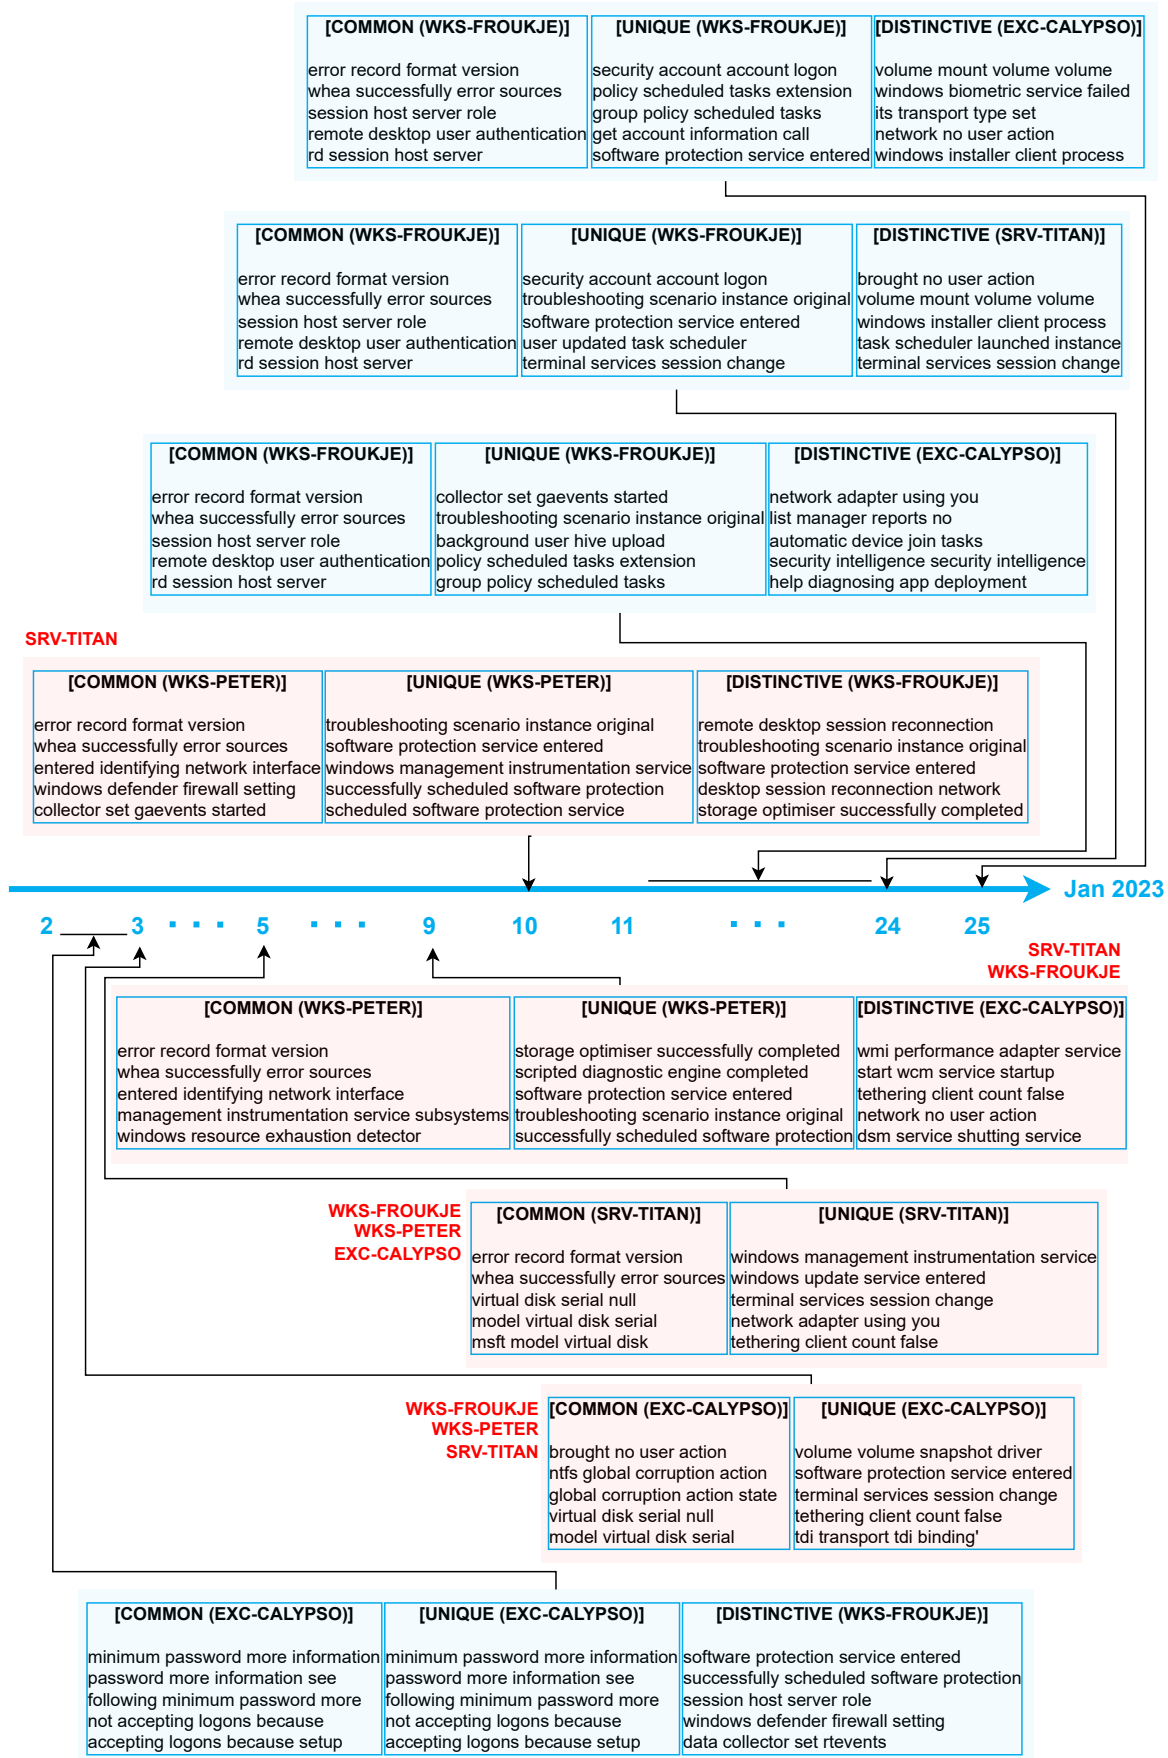 [COMMON (WKS-FROUKJE)]
error record format version
whea successfully error sources
session host server role
remote desktop user authentication
rd session host server
[UNIQUE (WKS-FROUKJE)]
security account account logon
policy scheduled tasks extension
group policy scheduled tasks
get account information call
software protection service entered
[DISTINCTIVE (EXC-CALYPSO)]
volume mount volume volume
windows biometric service failed
its transport type set
network no user action
windows installer client process
[COMMON (WKS-FROUKJE)]
error record format version
whea successfully error sources
session host server role
remote desktop user authentication
rd session host server
[UNIQUE (WKS-FROUKJE)]
security account account logon
troubleshooting scenario instance original
software protection service entered
user updated task scheduler
terminal services session change
[DISTINCTIVE (SRV-TITAN)]
brought no user action
volume mount volume volume
windows installer client process
task scheduler launched instance
terminal services session change
[COMMON (WKS-FROUKJE)]
error record format version
whea successfully error sources
session host server role
remote desktop user authentication
rd session host server
[UNIQUE (WKS-FROUKJE)]
collector set gaevents started
troubleshooting scenario instance original
background user hive upload
policy scheduled tasks extension
group policy scheduled tasks
[DISTINCTIVE (EXC-CALYPSO)]
network adapter using you
list manager reports no
automatic device join tasks
security intelligence security intelligence
help diagnosing app deployment
SRV-TITAN
[COMMON (WKS-PETER)]
error record format version
whea successfully error sources
entered identifying network interface
windows defender firewall setting
collector set gaevents started
[UNIQUE (WKS-PETER)]
troubleshooting scenario instance original
software protection service entered
windows management instrumentation service
successfully scheduled software protection
scheduled software protection service
[DISTINCTIVE (WKS-FROUKJE)]
remote desktop session reconnection
troubleshooting scenario instance original
software protection service entered
desktop session reconnection network
storage optimiser successfully completed
Jan 2023
2 3 . . . 5 . . . 9 10 11 . . . 24 25
SRV-TITAN
WKS-FROUKJE
[COMMON (WKS-PETER)]
error record format version
whea successfully error sources
entered identifying network interface
management instrumentation service subsystems
windows resource exhaustion detector
[UNIQUE (WKS-PETER)]
storage optimiser successfully completed
scripted diagnostic engine completed
software protection service entered
troubleshooting scenario instance original
successfully scheduled software protection
[DISTINCTIVE (EXC-CALYPSO)]
wmi performance adapter service
start wcm service startup
tethering client count false
network no user action
dsm service shutting service
WKS-FROUKJE
WKS-PETER
EXC-CALYPSO
[COMMON (SRV-TITAN)]
error record format version
whea successfully error sources
virtual disk serial null
model virtual disk serial
msft model virtual disk
[UNIQUE (SRV-TITAN)]
windows management instrumentation service
windows update service entered
terminal services session change
network adapter using you
tethering client count false
WKS-FROUKJE
WKS-PETER
SRV-TITAN
[COMMON (EXC-CALYPSO)]
brought no user action
ntfs global corruption action
global corruption action state
virtual disk serial null
model virtual disk serial
[UNIQUE (EXC-CALYPSO)]
volume volume snapshot driver
software protection service entered
terminal services session change
tethering client count false
tdi transport tdi binding'
[COMMON (EXC-CALYPSO)]
minimum password more information
password more information see
following minimum password more
not accepting logons because
accepting logons because setup
[UNIQUE (EXC-CALYPSO)]
minimum password more information
password more information see
following minimum password more
not accepting logons because
accepting logons because setup
[DISTINCTIVE (WKS-FROUKJE)]
software protection service entered
successfully scheduled software protection
session host server role
windows defender firewall setting
data collector set rtevents